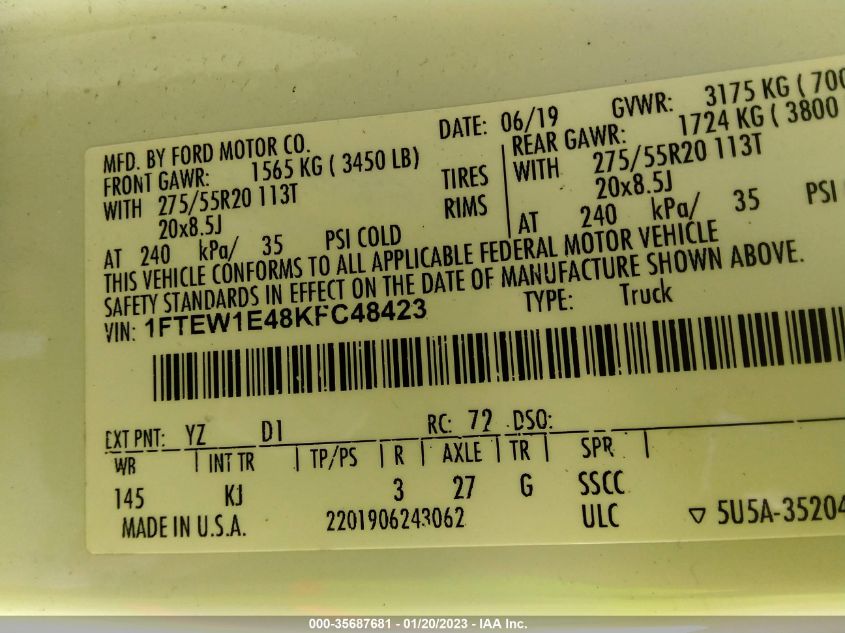 MFD. BY FORD MOTOR CO. DATE: 06/19 GVWR: 3175 KG ( 700
FRONT GAWR: 1565 KG ( 3450 LB) REAR GAWR: 1724 KG ( 3800
WITH 275/55R20 113T TIRES WITH 275/55R20 113T
20x8.5J RIMS 20x8.5J
AT 240 kPa/ 35 PSI COLD AT 240 kPa/ 35 PSI
THIS VEHICLE CONFORMS TO ALL APPLICABLE FEDERAL MOTOR VEHICLE
SAFETY STANDARDS IN EFFECT ON THE DATE OF MANUFACTURE SHOWN ABOVE.
VIN: 1FTEW1E48KFC48423 TYPE: Truck
EXT PNT: YZ D1 RC: 72 DSO:
WB INT TR TP/PS R AXLE TR SPR
145 KJ 3 27 G SSCC
MADE IN U.S.A. 2201906243062 ULC ▽ 5U5A-35204
000-35687681 - 01/20/2023 - IAA Inc.